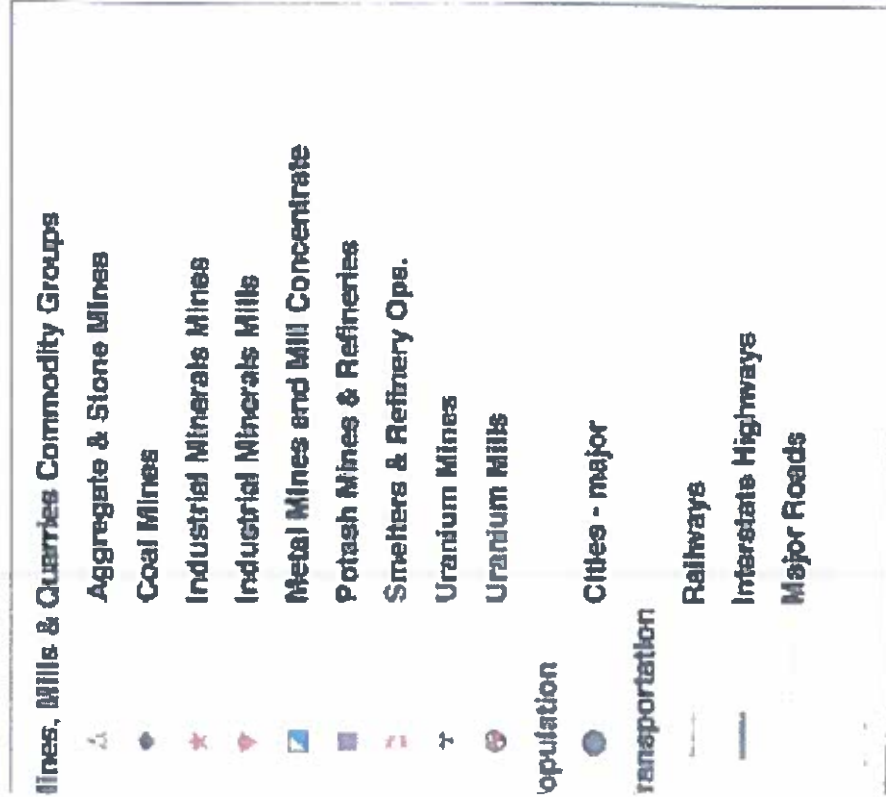 lines, Mills & Quarries Commodity Groups
Aggregate & Stone Mines
Coal Mines
Industrial Minerals Mines
Industrial Minerals Mills
Metal Mines and Mill Concentrate
Potash Mines & Refineries
Smelters & Refinery Ops.
Uranium Mines
Uranium Mills
opulation
Cities - major
ransportation
Railways
Interstate Highways
Major Roads